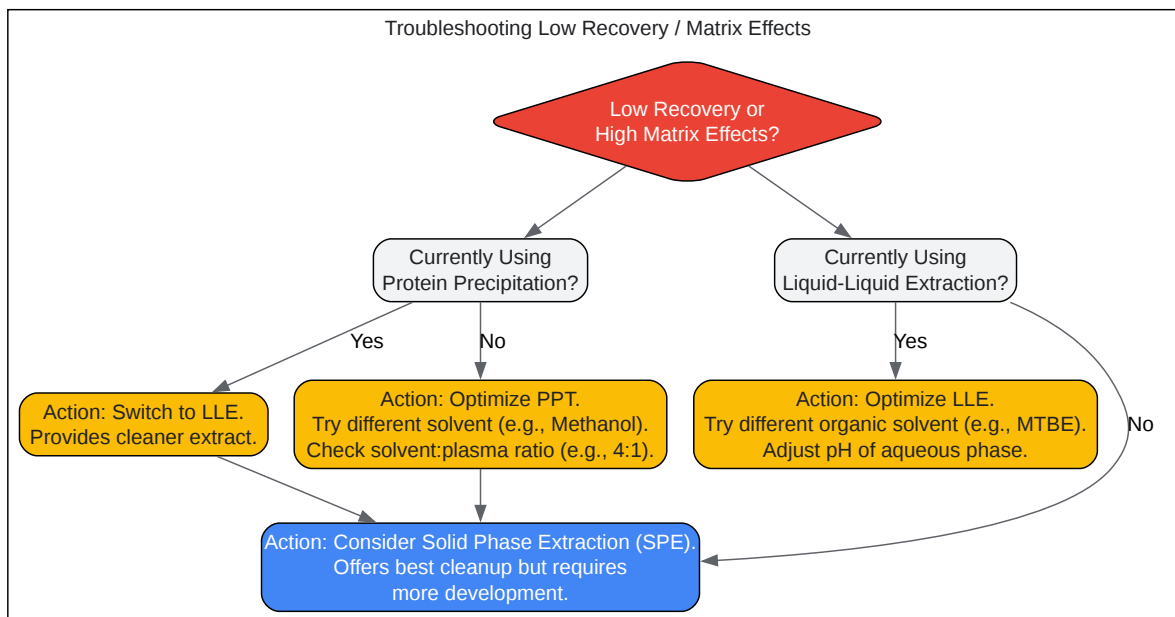 Troubleshooting Low Recovery / Matrix Effects
Low Recovery or
High Matrix Effects?
Currently Using
Protein Precipitation?
Currently Using
Liquid-Liquid Extraction?
Yes
No
Yes
No
Action: Switch to LLE.
Provides cleaner extract.
Action: Optimize PPT.
Try different solvent (e.g., Methanol).
Check solvent:plasma ratio (e.g., 4:1).
Action: Optimize LLE.
Try different organic solvent (e.g., MTBE).
Adjust pH of aqueous phase.
Action: Consider Solid Phase Extraction (SPE).
Offers best cleanup but requires
more development.